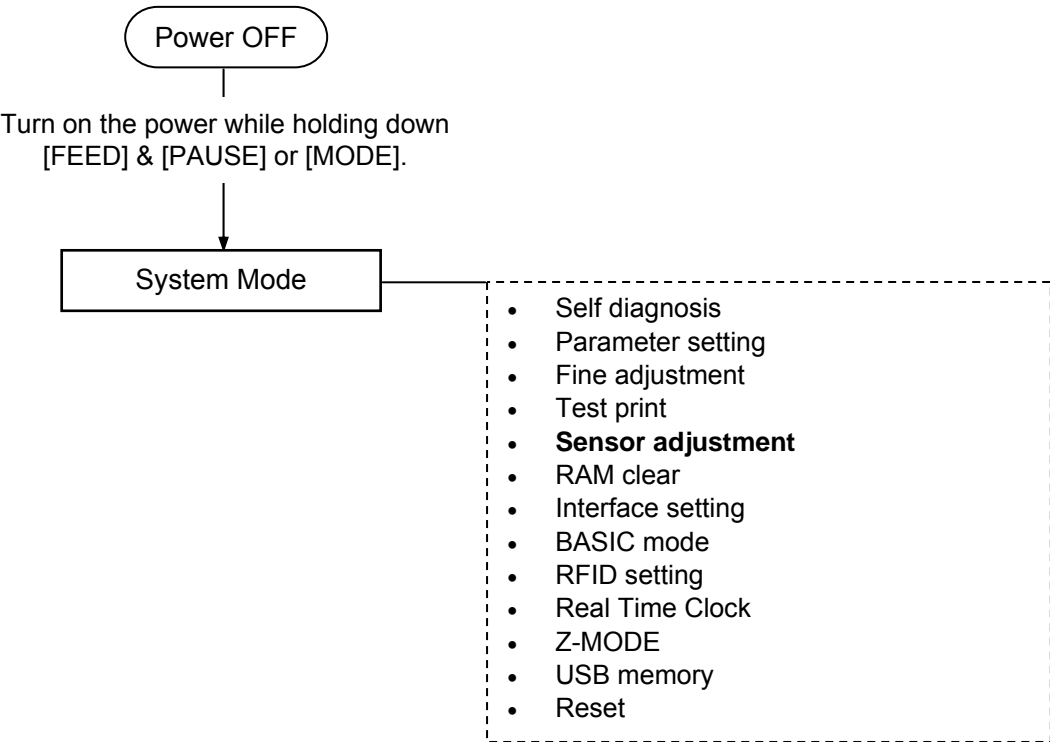 Power OFF
Turn on the power while holding down
[FEED] & [PAUSE] or [MODE].
System Mode
• Self diagnosis
• Parameter setting
• Fine adjustment
• Test print
• Sensor adjustment
• RAM clear
• Interface setting
• BASIC mode
• RFID setting
• Real Time Clock
• Z-MODE
• USB memory
• Reset